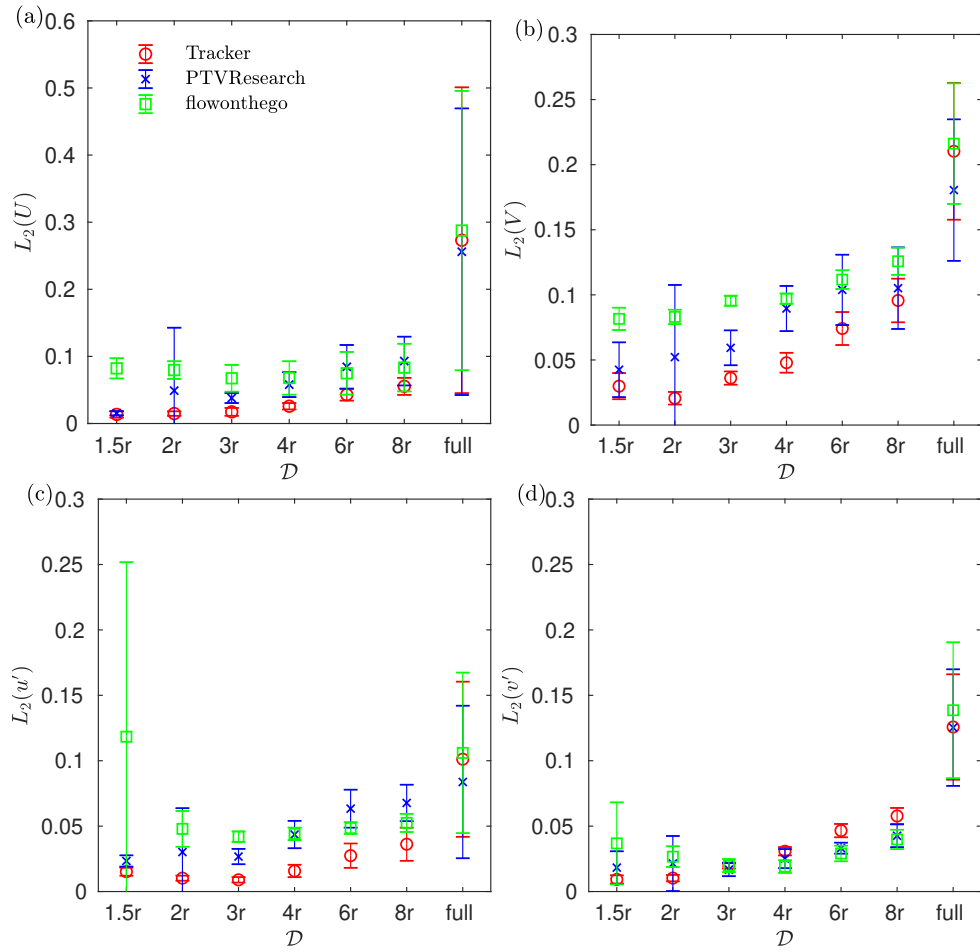 (a)
0.6
0.5
0.4
0.3
0.2
0.1
0
L₂(U)
Tracker
PTVResearch
flowonthego
1.5r 2r 3r 4r 6r 8r full
𝒟
(b)
0.3
0.25
0.2
0.15
0.1
0.05
0
L₂(V)
1.5r 2r 3r 4r 6r 8r full
𝒟
(c)
0.3
0.25
0.2
0.15
0.1
0.05
0
L₂(u′)
1.5r 2r 3r 4r 6r 8r full
𝒟
(d)
0.3
0.25
0.2
0.15
0.1
0.05
0
L₂(v′)
1.5r 2r 3r 4r 6r 8r full
𝒟